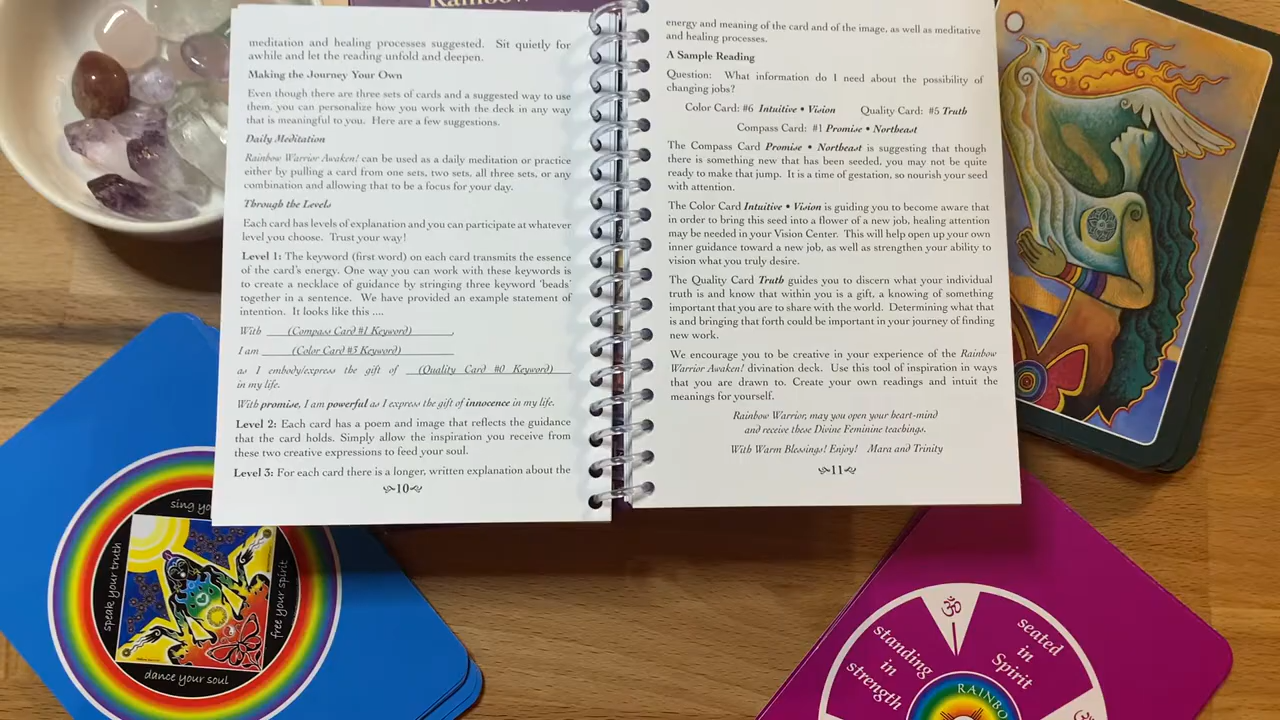 Rainbow
meditation and healing processes suggested. Sit quietly for
awhile and let the reading unfold and deepen.
Making the Journey Your Own
Even though there are three sets of cards and a suggested way to use
them, you can personalize how you work with the deck in any way
that is meaningful to you. Here are a few suggestions.
Daily Meditation
Rainbow Warrior Awaken! can be used as a daily meditation or practice
either by pulling a card from one sets, two sets, all three sets, or any
combination and allowing that to be a focus for your day.
Through the Levels
Each card has levels of explanation and you can participate at whatever
level you choose. Trust your way!
Level 1: The keyword (first word) on each card transmits the essence
of the card's energy. One way you can work with these keywords is
to create a necklace of guidance by stringing three keyword 'beads'
together in a sentence. We have provided an example statement of
intention. It looks like this ....
With (Compass Card #1 Keyword),
I am (Color Card #3 Keyword)
as I embody/express the gift of (Quality Card #0 Keyword)
in my life.
With promise, I am powerful as I express the gift of innocence in my life.
Level 2: Each card has a poem and image that reflects the guidance
that the card holds. Simply allow the inspiration you receive from
these two creative expressions to feed your soul.
Level 3: For each card there is a longer, written explanation about the
10
energy and meaning of the card and of the image, as well as meditative
and healing processes.
A Sample Reading
Question: What information do I need about the possibility of
changing jobs?
Color Card: #6 Intuitive • Vision Quality Card: #5 Truth
Compass Card: #1 Promise • Northeast
The Compass Card Promise • Northeast is suggesting that though
there is something new that has been seeded, you may not be quite
ready to make that jump. It is a time of gestation, so nourish your seed
with attention.
The Color Card Intuitive • Vision is guiding you to become aware that
in order to bring this seed into a flower of a new job, healing attention
may be needed in your Vision Center. This will help open up your own
inner guidance toward a new job, as well as strengthen your ability to
vision what you truly desire.
The Quality Card Truth guides you to discern what your individual
truth is and know that within you is a gift, a knowing of something
important that you are to share with the world. Determining what that
is and bringing that forth could be important in your journey of finding
new work.
We encourage you to be creative in your experience of the Rainbow
Warrior Awaken! divination deck. Use this tool of inspiration in ways
that you are drawn to. Create your own readings and intuit the
meanings for yourself.
Rainbow Warrior, may you open your heart-mind
and receive these Divine Feminine teachings.
With Warm Blessings! Enjoy! Mara and Trinity
11
sing yo
speak your truth
free your spirit
dance your soul
ॐ
standing
in
strength
seated
in
Spirit
ॐ
RAINBO